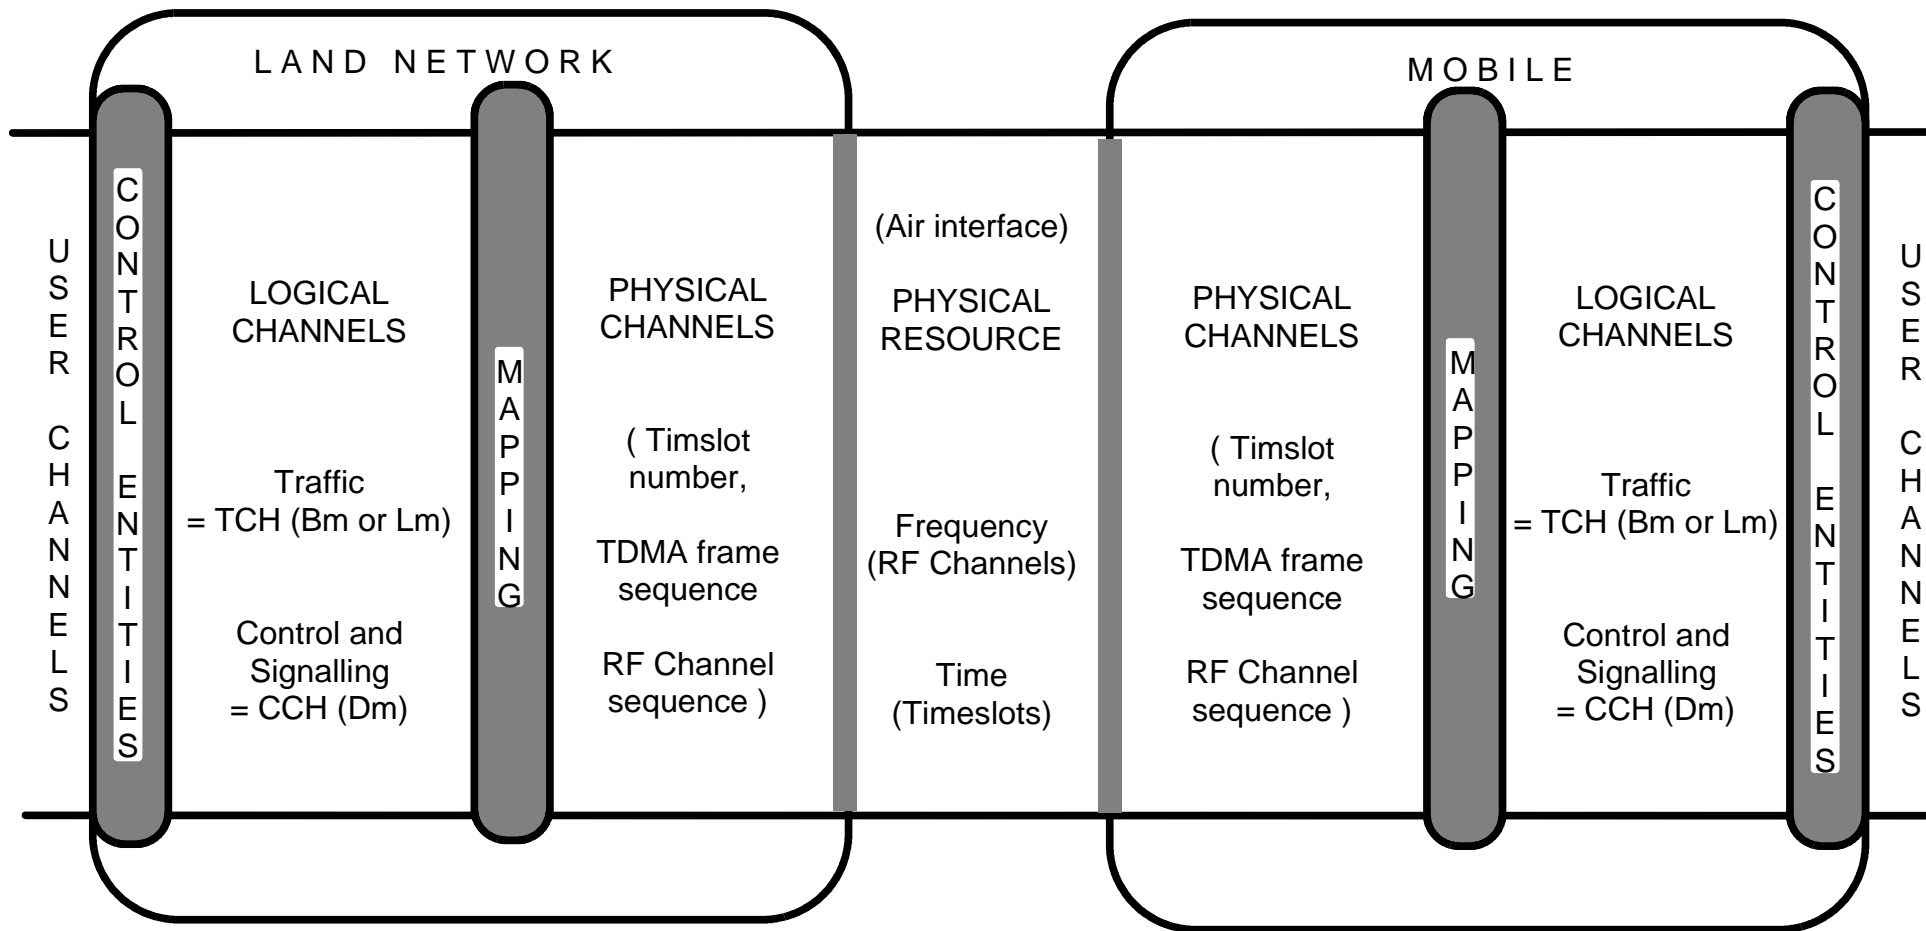 LAND NETWORK
MOBILE
USER CHANNELS
CONTROL ENTITIES
LOGICAL
CHANNELS
Traffic
= TCH (Bm or Lm)
Control and
Signalling
= CCH (Dm)
MAPPING
PHYSICAL
CHANNELS
( Timslot
number,
TDMA frame
sequence
RF Channel
sequence )
(Air interface)
PHYSICAL
RESOURCE
Frequency
(RF Channels)
Time
(Timeslots)
PHYSICAL
CHANNELS
( Timslot
number,
TDMA frame
sequence
RF Channel
sequence )
MAPPING
LOGICAL
CHANNELS
Traffic
= TCH (Bm or Lm)
Control and
Signalling
= CCH (Dm)
CONTROL ENTITIES
USER CHANNELS